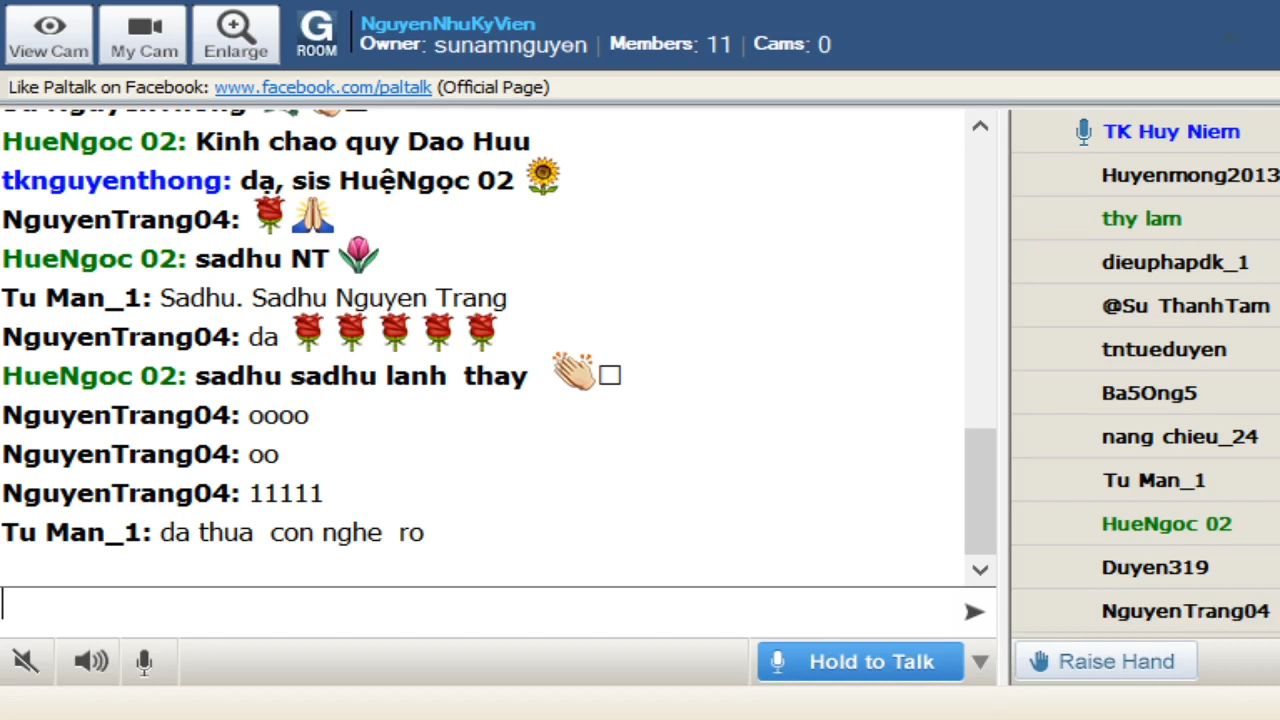 View Cam
My Cam
Enlarge
G
ROOM
NguyenNhuKyVien
Owner: sunamnguyen | Members: 11 | Cams: 0
Like Paltalk on Facebook: www.facebook.com/paltalk (Official Page)
HueNgoc 02: Kinh chao quy Dao Huu
tknguyenthong: dạ, sis HuệNgọc 02
NguyenTrang04:
HueNgoc 02: sadhu NT
Tu Man_1: Sadhu. Sadhu Nguyen Trang
NguyenTrang04: da
HueNgoc 02: sadhu sadhu lanh thay
NguyenTrang04: oooo
NguyenTrang04: oo
NguyenTrang04: 11111
Tu Man_1: da thua con nghe ro
Hold to Talk
TK Huy Niem
Huyenmong2013
thy lam
dieuphapdk_1
@Su ThanhTam
tntueduyen
Ba5Ong5
nang chieu_24
Tu Man_1
HueNgoc 02
Duyen319
NguyenTrang04
Raise Hand